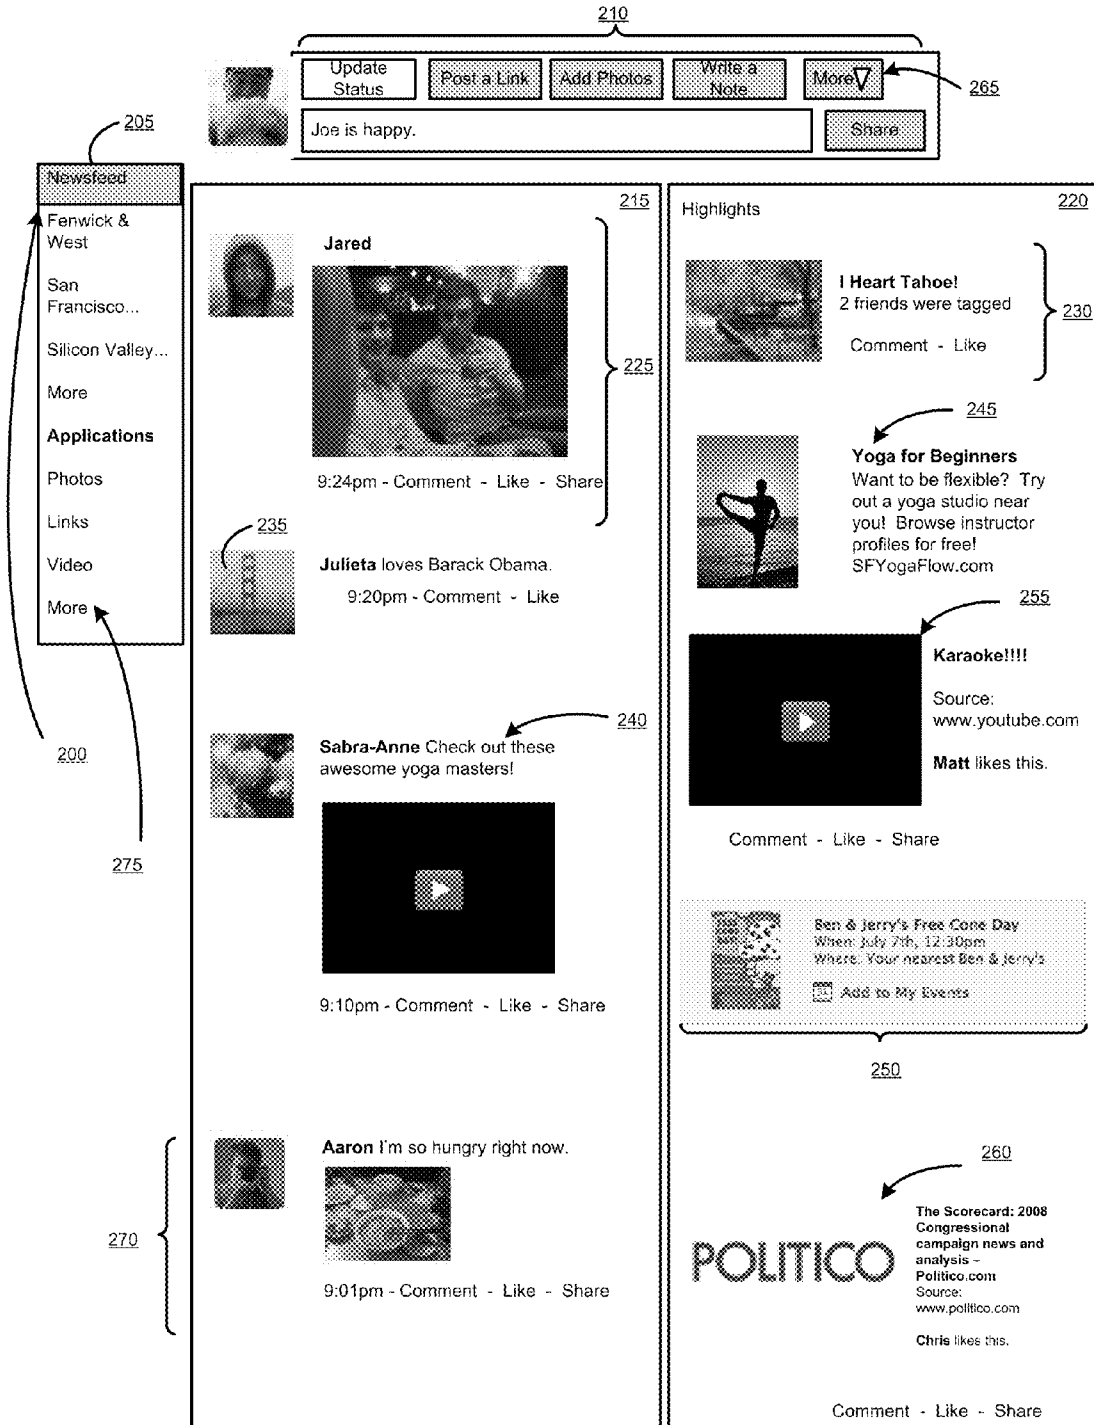 210
Update
Status
Post a Link
Add Photos
Write a
Note
More
265
Joe is happy.
Share
205
Newsfeed
Fenwick &
West
San
Francisco...
Silicon Valley...
More
Applications
Photos
Links
Video
More
200
275
215
Jared
225
9:24pm - Comment - Like - Share
235
Julieta loves Barack Obama.
9:20pm - Comment - Like
240
Sabra-Anne Check out these
awesome yoga masters!
9:10pm - Comment - Like - Share
270
Aaron I'm so hungry right now.
9:01pm - Comment - Like - Share
220
Highlights
I Heart Tahoe!
2 friends were tagged
Comment - Like
230
245
Yoga for Beginners
Want to be flexible? Try
out a yoga studio near
you! Browse instructor
profiles for free!
SFYogaFlow.com
255
Karaoke!!!!
Source:
www.youtube.com
Matt likes this.
Comment - Like - Share
Ben & Jerry's Free Cone Day
When: July 7th, 12:30pm
Where: Your nearest Ben & Jerry's
31
Add to My Events
250
260
POLITICO
The Scorecard: 2008
Congressional
campaign news and
analysis –
Politico.com
Source:
www.politico.com
Chris likes this.
Comment - Like - Share